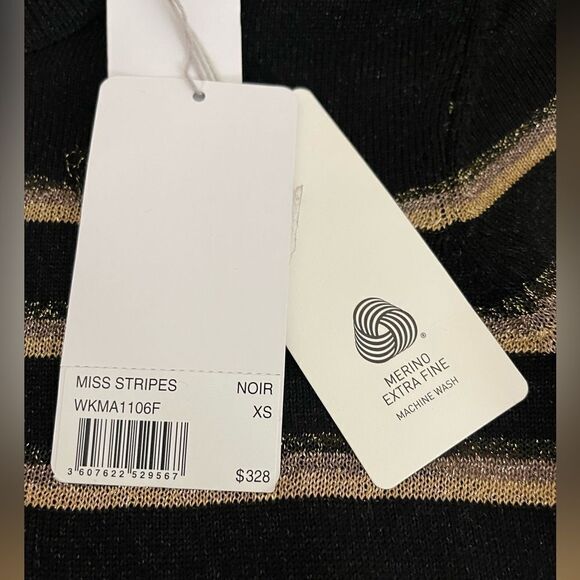 MISS STRIPES NOIR
WKMA1106F XS
3 607622 529567
$328
®
MERINO
EXTRA FINE
MACHINE WASH